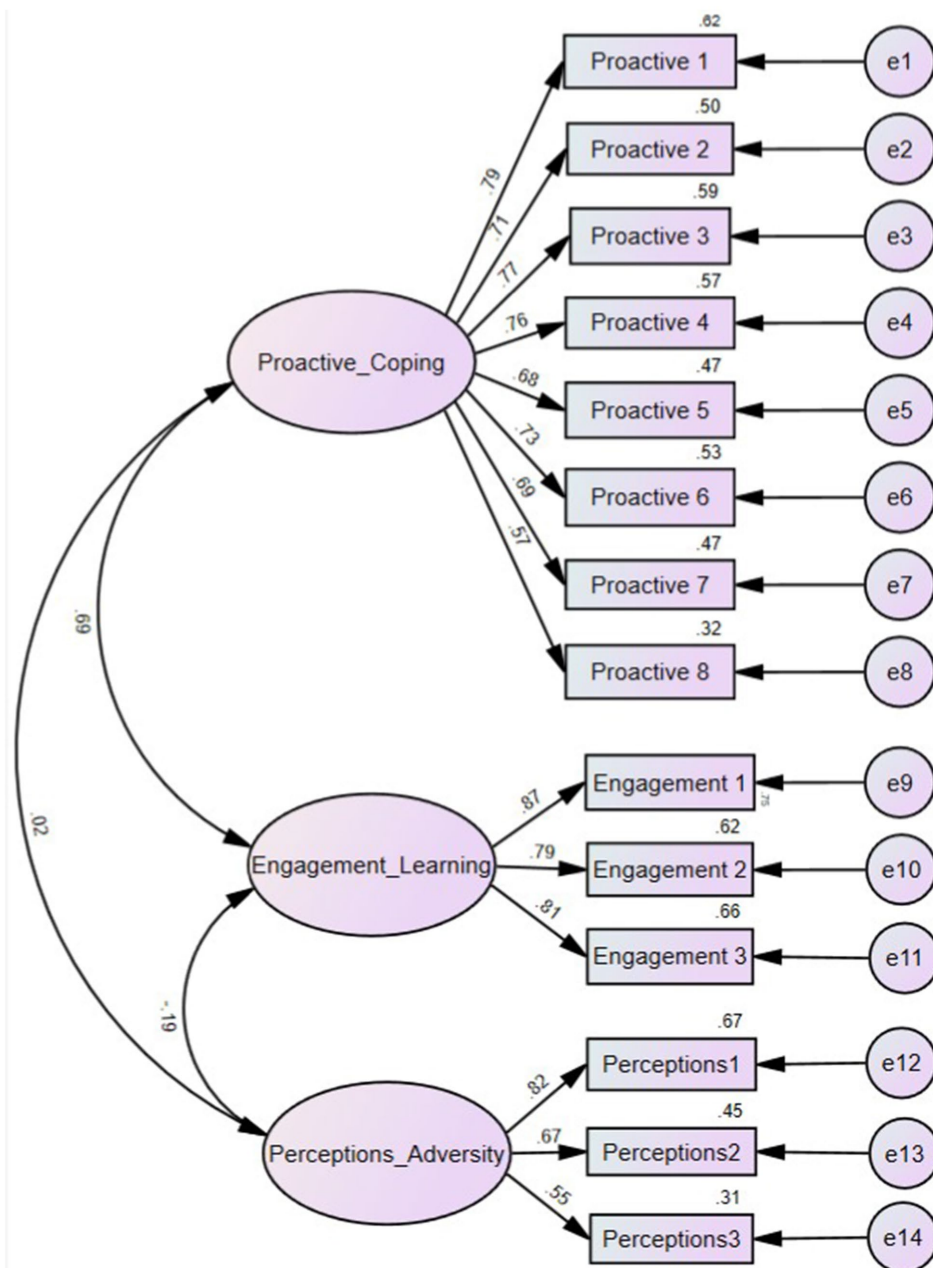 .62
Proactive 1
e1
.79
.50
Proactive 2
e2
.71
.59
Proactive 3
e3
.77
.57
Proactive 4
e4
.76
.47
Proactive 5
e5
.68
.53
Proactive 6
e6
.73
.47
Proactive 7
e7
.69
.32
Proactive 8
e8
.57
Proactive_Coping
.69
.02
Engagement 1
.75
e9
.87
.62
Engagement 2
e10
.79
.66
Engagement 3
e11
.81
Engagement_Learning
-.19
.67
Perceptions1
e12
.82
.45
Perceptions2
e13
.67
.31
Perceptions3
e14
.55
Perceptions_Adversity